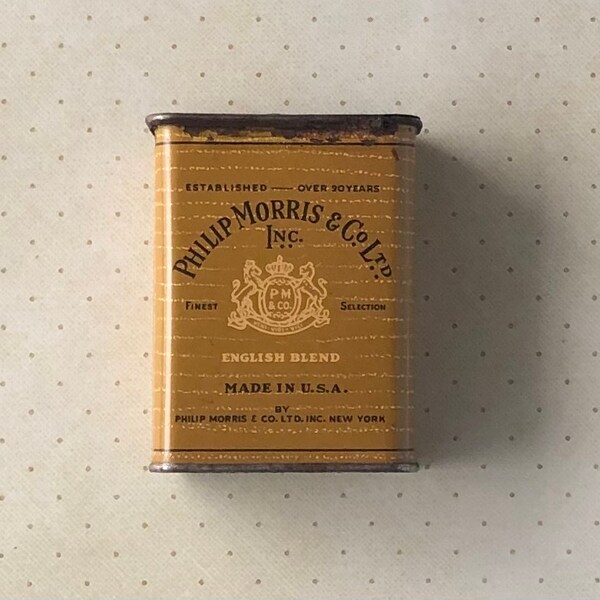 ESTABLISHED — OVER 90 YEARS
PHILIP MORRIS & CO. LTD.
INC.
FINEST SELECTION
PM
& CO.
ENGLISH BLEND
MADE IN U.S.A.
BY
PHILIP MORRIS & CO. LTD. INC. NEW YORK